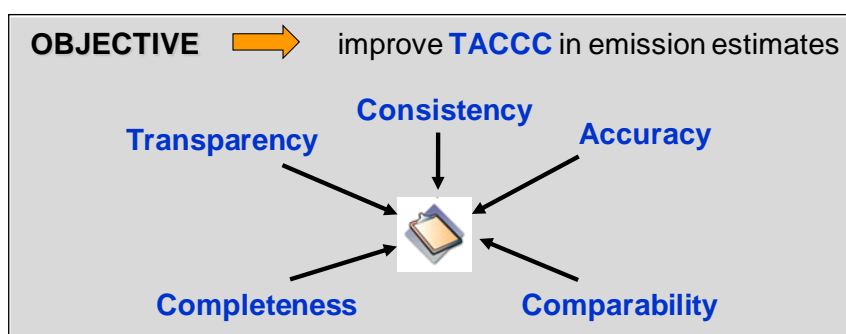 OBJECTIVE improve TACCC in emission estimates
Consistency
Transparency
Accuracy
Completeness
Comparability